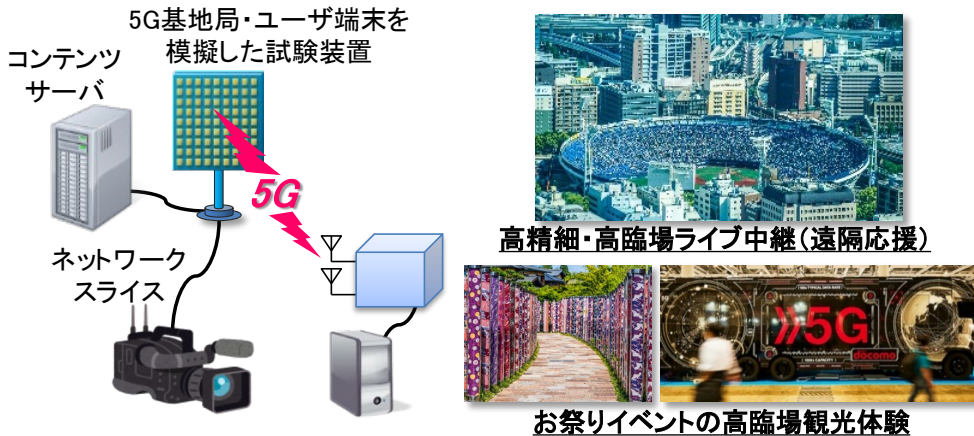 5G基地局・ユーザ端末を
模擬した試験装置
コンテンツ
サーバ
5G
ネットワーク
スライス
高精細・高臨場ライブ中継（遠隔応援）
5G
docomo
お祭りイベントの高臨場観光体験